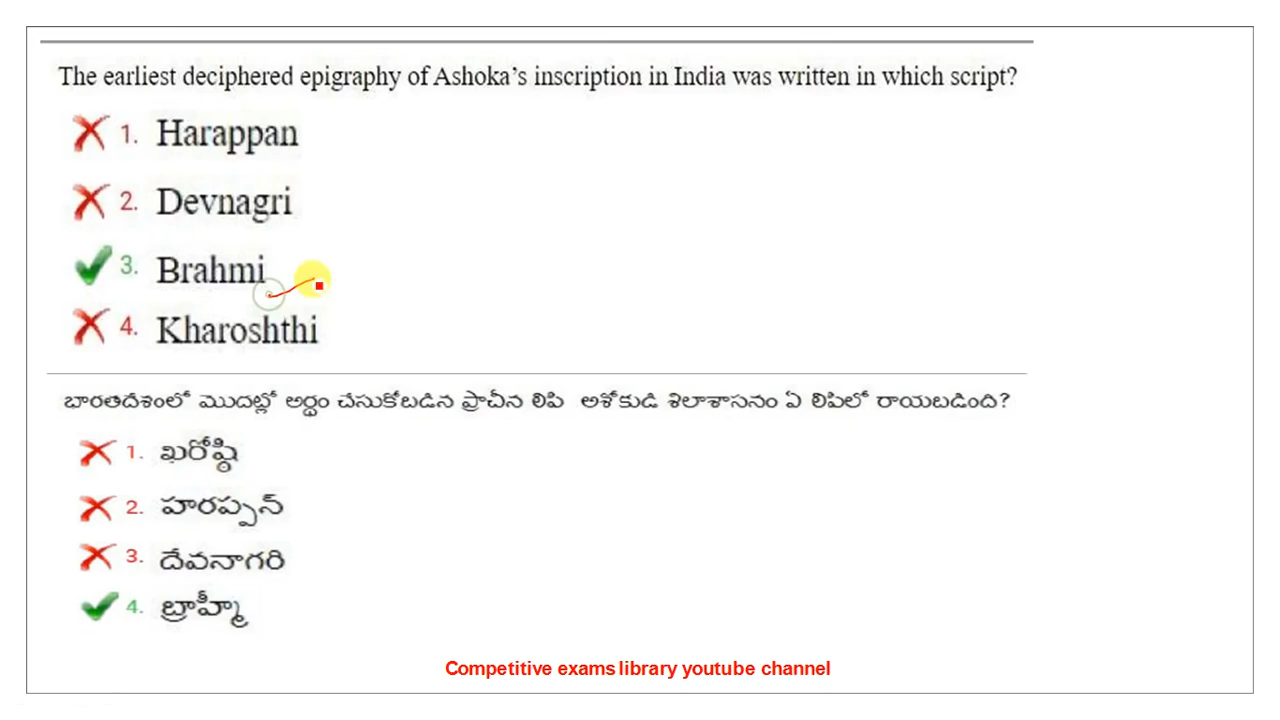 The earliest deciphered epigraphy of Ashoka's inscription in India was written in which script?
1. Harappan
2. Devnagri
3. Brahmi
4. Kharoshthi
బారతదేశంలో మొదట్లో అర్థం చేసుకోబడిన ప్రాచీన లిపి అశోకుడి శిలాశాసనం ఏ లిపిలో రాయబడింది?
1. ఖరోష్ఠి
2. హరప్పన్
3. దేవనాగరి
4. బ్రాహ్మీ
Competitive exams library youtube channel